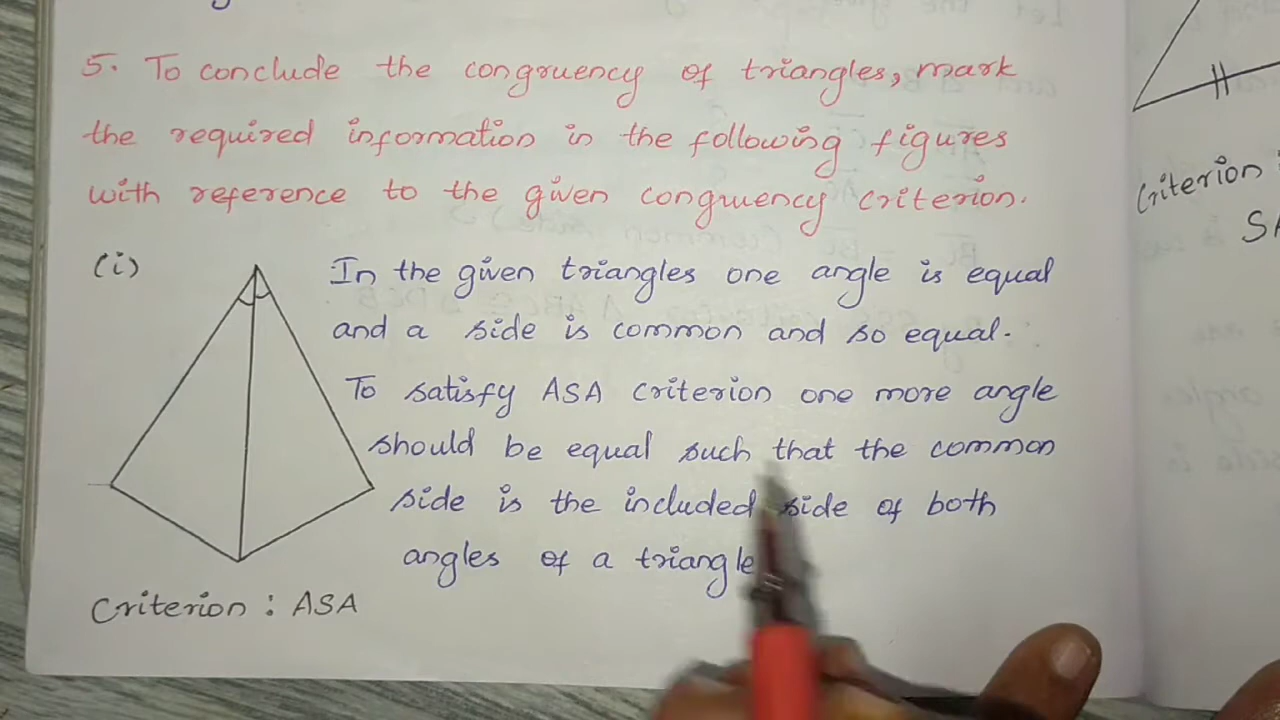 5. To conclude the congruency of triangles, mark
the required information in the following figures
with reference to the given congruency criterion.
(i)
In the given triangles one angle is equal
and a side is common and so equal.
To satisfy ASA criterion one more angle
should be equal such that the common
side is the included side of both
angles of a triangle
Criterion : ASA
Criterion